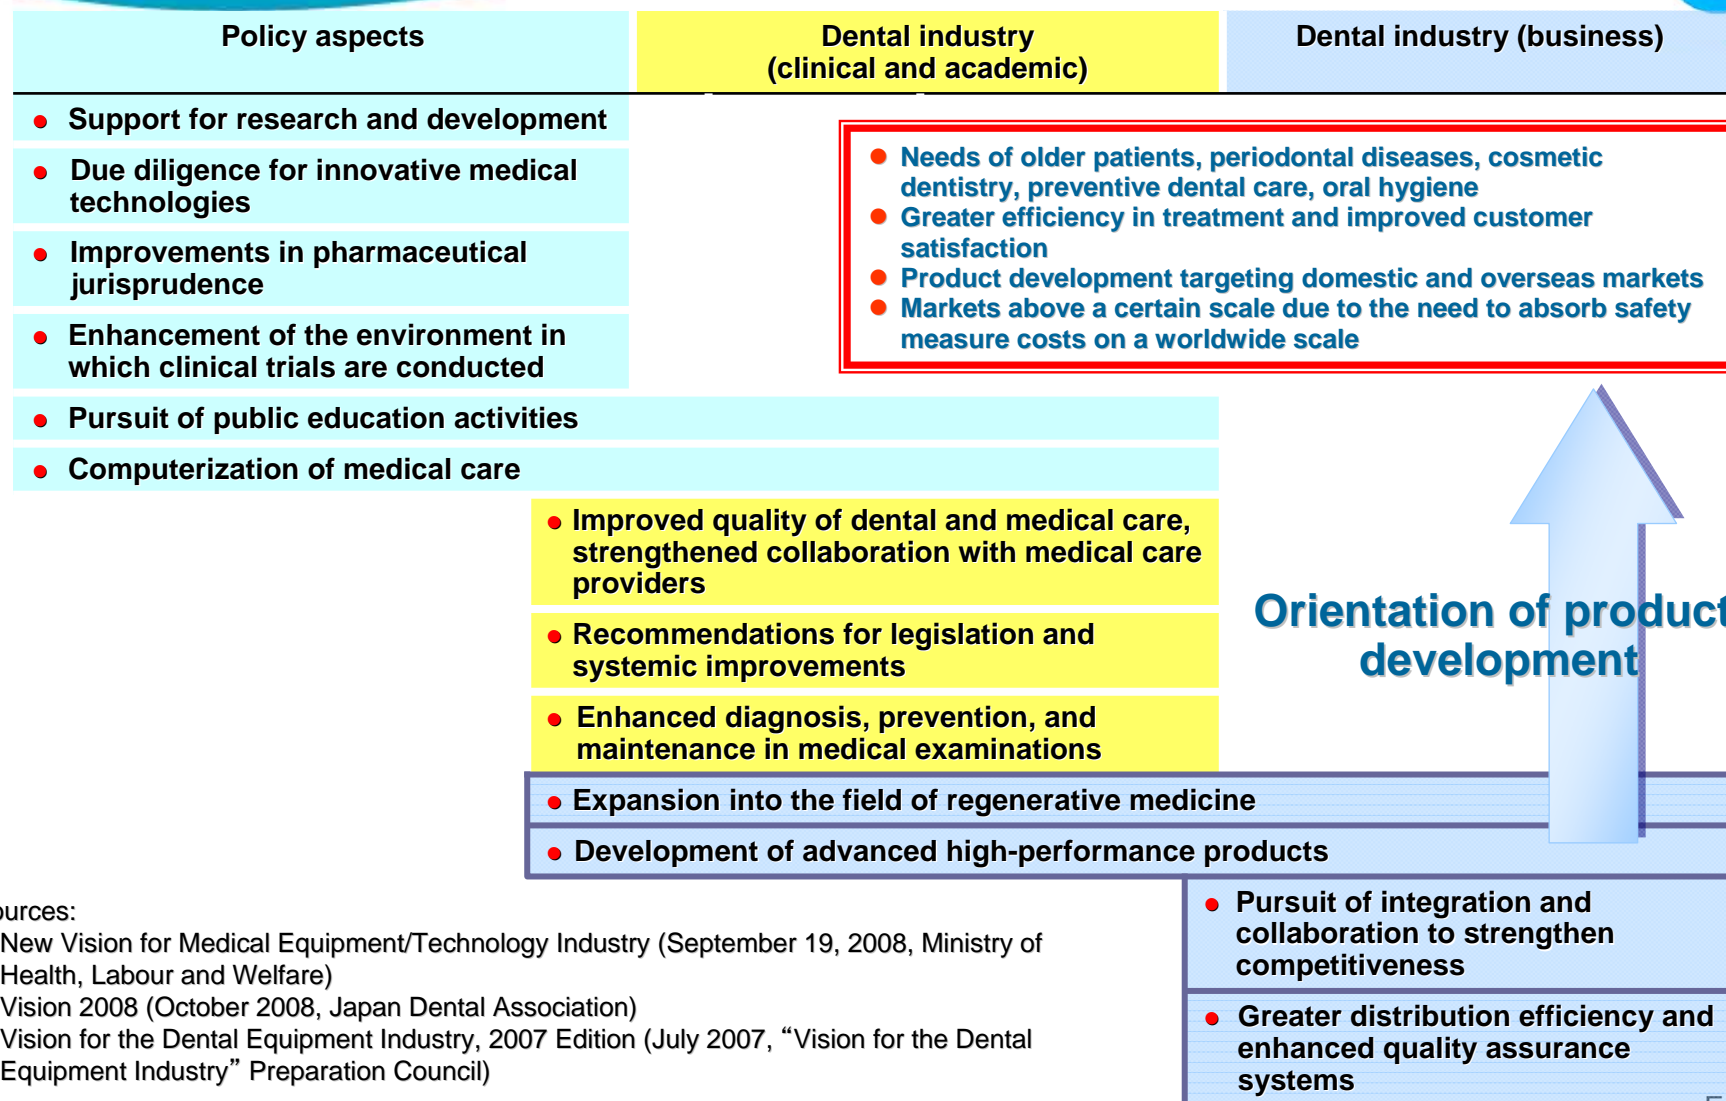 Policy aspects
Dental industry
(clinical and academic)
Dental industry (business)
● Support for research and development
● Due diligence for innovative medical
technologies
● Improvements in pharmaceutical
jurisprudence
● Enhancement of the environment in
which clinical trials are conducted
● Pursuit of public education activities
● Computerization of medical care
● Needs of older patients, periodontal diseases, cosmetic
dentistry, preventive dental care, oral hygiene
● Greater efficiency in treatment and improved customer
satisfaction
● Product development targeting domestic and overseas markets
● Markets above a certain scale due to the need to absorb safety
measure costs on a worldwide scale
● Improved quality of dental and medical care,
strengthened collaboration with medical care
providers
● Recommendations for legislation and
systemic improvements
● Enhanced diagnosis, prevention, and
maintenance in medical examinations
Orientation of product
development
● Expansion into the field of regenerative medicine
● Development of advanced high-performance products
● Pursuit of integration and
collaboration to strengthen
competitiveness
● Greater distribution efficiency and
enhanced quality assurance
systems
ources:
New Vision for Medical Equipment/Technology Industry (September 19, 2008, Ministry of
Health, Labour and Welfare)
Vision 2008 (October 2008, Japan Dental Association)
Vision for the Dental Equipment Industry, 2007 Edition (July 2007, “Vision for the Dental
Equipment Industry” Preparation Council)